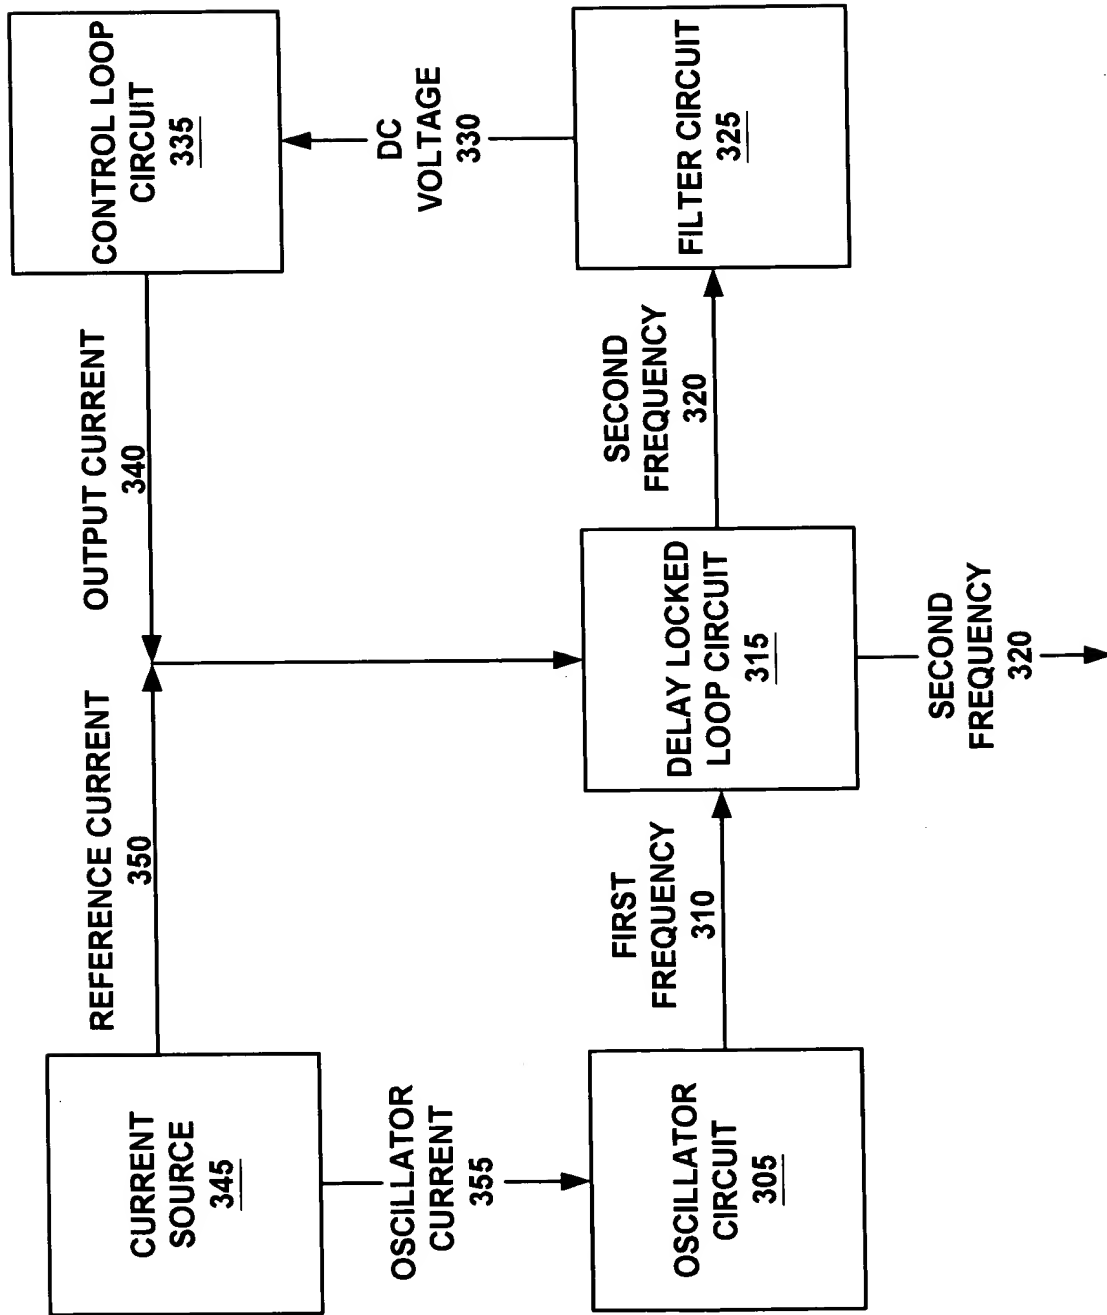 CURRENT
SOURCE
345
REFERENCE CURRENT
350
OUTPUT CURRENT
340
CONTROL LOOP
CIRCUIT
335
OSCILLATOR
CURRENT
355
DC
VOLTAGE
330
OSCILLATOR
CIRCUIT
305
FIRST
FREQUENCY
310
DELAY LOCKED
LOOP CIRCUIT
315
SECOND
FREQUENCY
320
FILTER CIRCUIT
325
SECOND
FREQUENCY
320